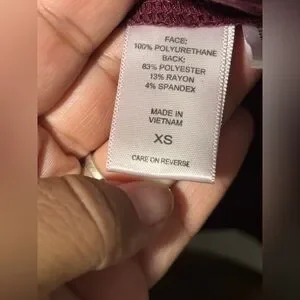 FACE:
100% POLYURETHANE
BACK:
83% POLYESTER
13% RAYON
4% SPANDEX
MADE IN
VIETNAM
XS
CARE ON REVERSE